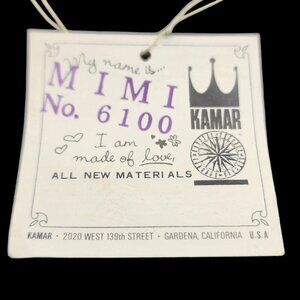 My name is...
MIMI
No. 6100
KAMAR
I am
made of love,
ALL NEW MATERIALS
KAMAR · 2020 WEST 139th STREET · GARDENA, CALIFORNIA U.S.A